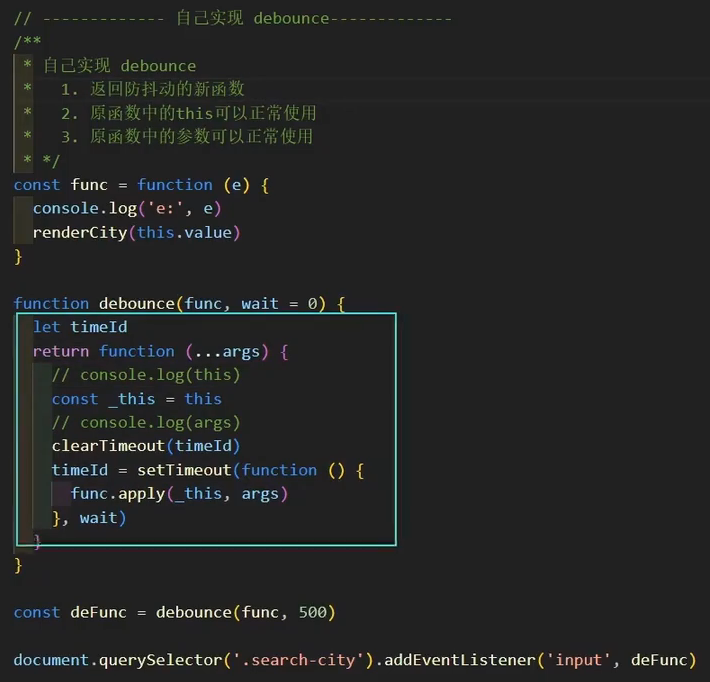 // ------------- 自己实现 debounce-------------
/**
 * 自己实现 debounce
 *   1. 返回防抖动的新函数
 *   2. 原函数中的this可以正常使用
 *   3. 原函数中的参数可以正常使用
 * */
const func = function (e) {
  console.log('e:', e)
  renderCity(this.value)
}

function debounce(func, wait = 0) {
  let timeId
  return function (...args) {
    // console.log(this)
    const _this = this
    // console.log(args)
    clearTimeout(timeId)
    timeId = setTimeout(function () {
      func.apply(_this, args)
    }, wait)
  }
}

const deFunc = debounce(func, 500)

document.querySelector('.search-city').addEventListener('input', deFunc)